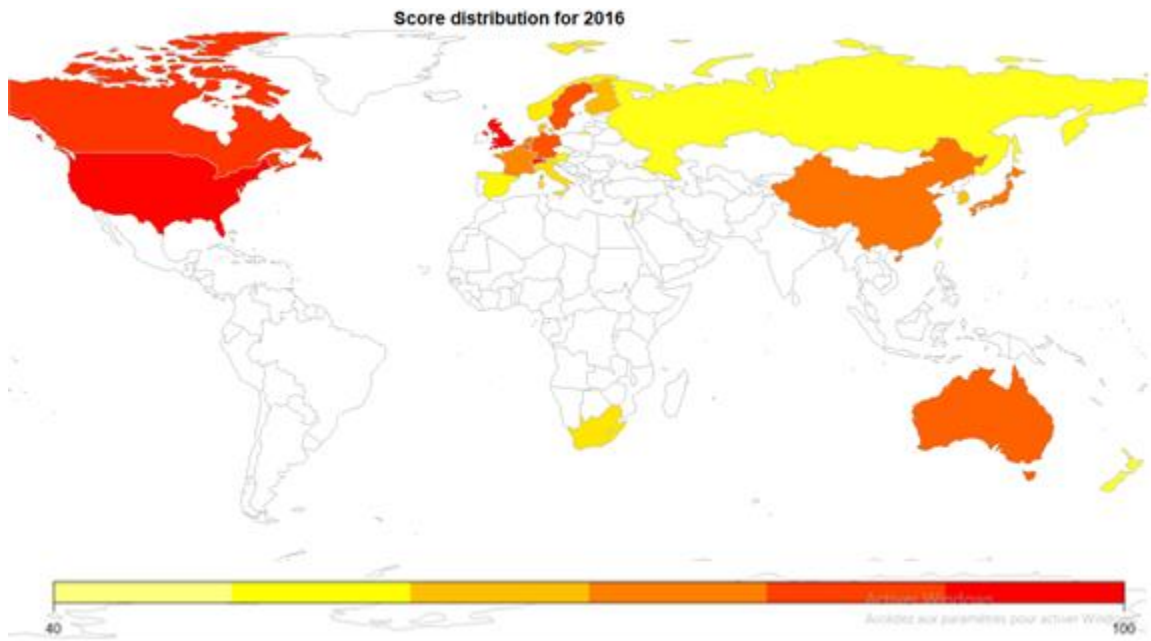 Score distribution for 2016
Activer Windows
Accédez aux paramètres pour activer Windows
40
100